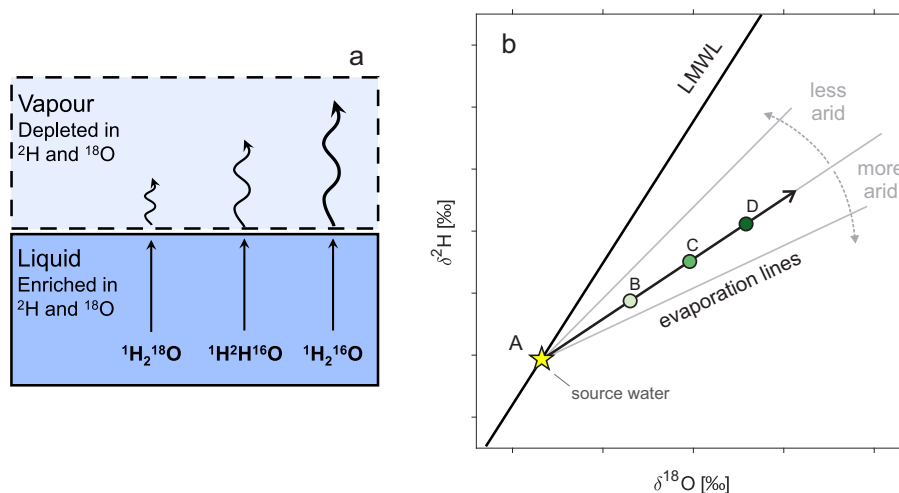 a
Vapour
Depleted in
²H and ¹⁸O
Liquid
Enriched in
²H and ¹⁸O
¹H₂¹⁸O
¹H²H¹⁶O
¹H₂¹⁶O
b
LMWL
less
arid
more
arid
D
C
B
A
evaporation lines
source water
δ²H [‰]
δ¹⁸O [‰]